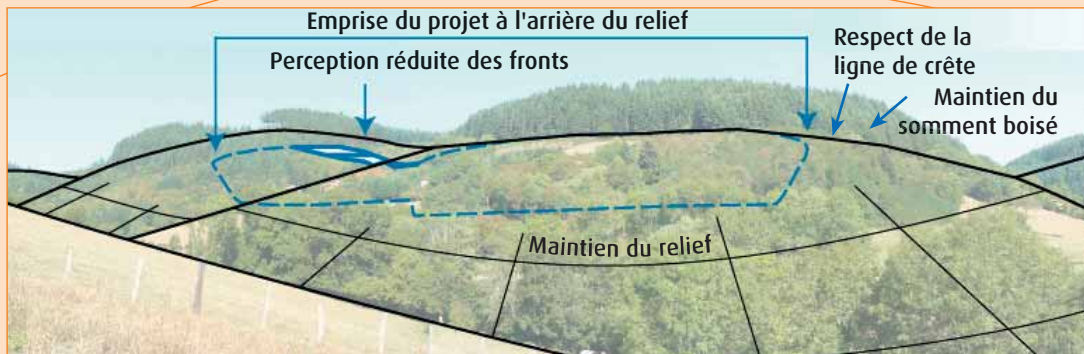 Emprise du projet à l'arrière du relief
Perception réduite des fronts
Respect de la
ligne de crête
Maintien du
somment boisé
Maintien du relief